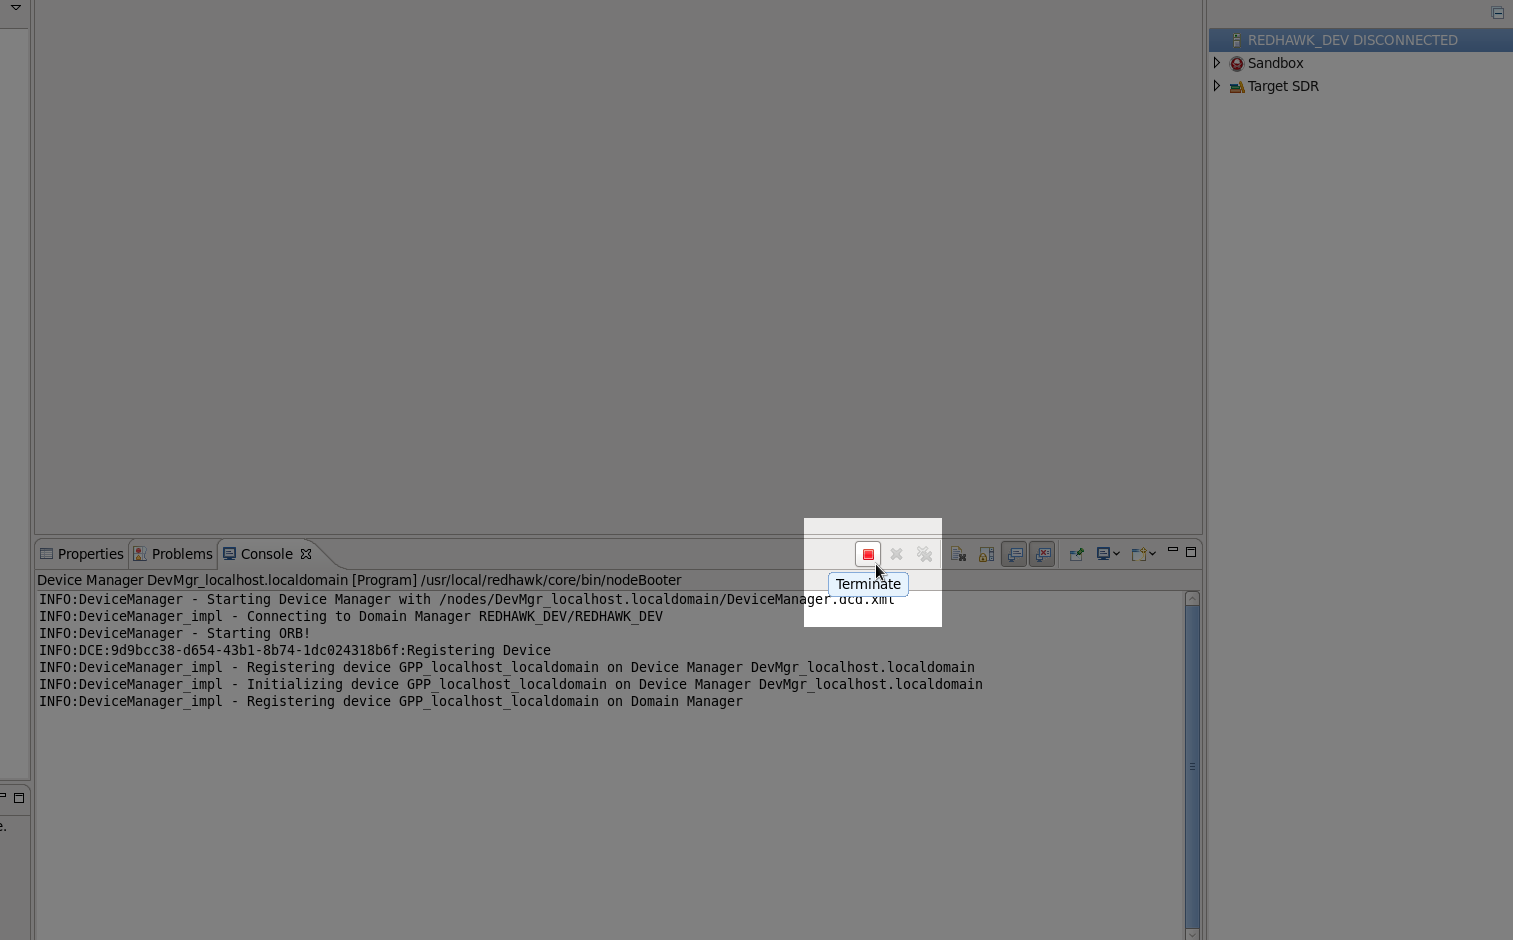 REDHAWK_DEV DISCONNECTED
Sandbox
Target SDR
Properties
Problems
Console
Device Manager DevMgr_localhost.localdomain [Program] /usr/local/redhawk/core/bin/nodeBooter
Terminate
INFO:DeviceManager - Starting Device Manager with /nodes/DevMgr_localhost.localdomain/DeviceManager.dcd.xml
INFO:DeviceManager_impl - Connecting to Domain Manager REDHAWK_DEV/REDHAWK_DEV
INFO:DeviceManager - Starting ORB!
INFO:DCE:9d9bcc38-d654-43b1-8b74-1dc024318b6f:Registering Device
INFO:DeviceManager_impl - Registering device GPP_localhost_localdomain on Device Manager DevMgr_localhost.localdomain
INFO:DeviceManager_impl - Initializing device GPP_localhost_localdomain on Device Manager DevMgr_localhost.localdomain
INFO:DeviceManager_impl - Registering device GPP_localhost_localdomain on Domain Manager
e.